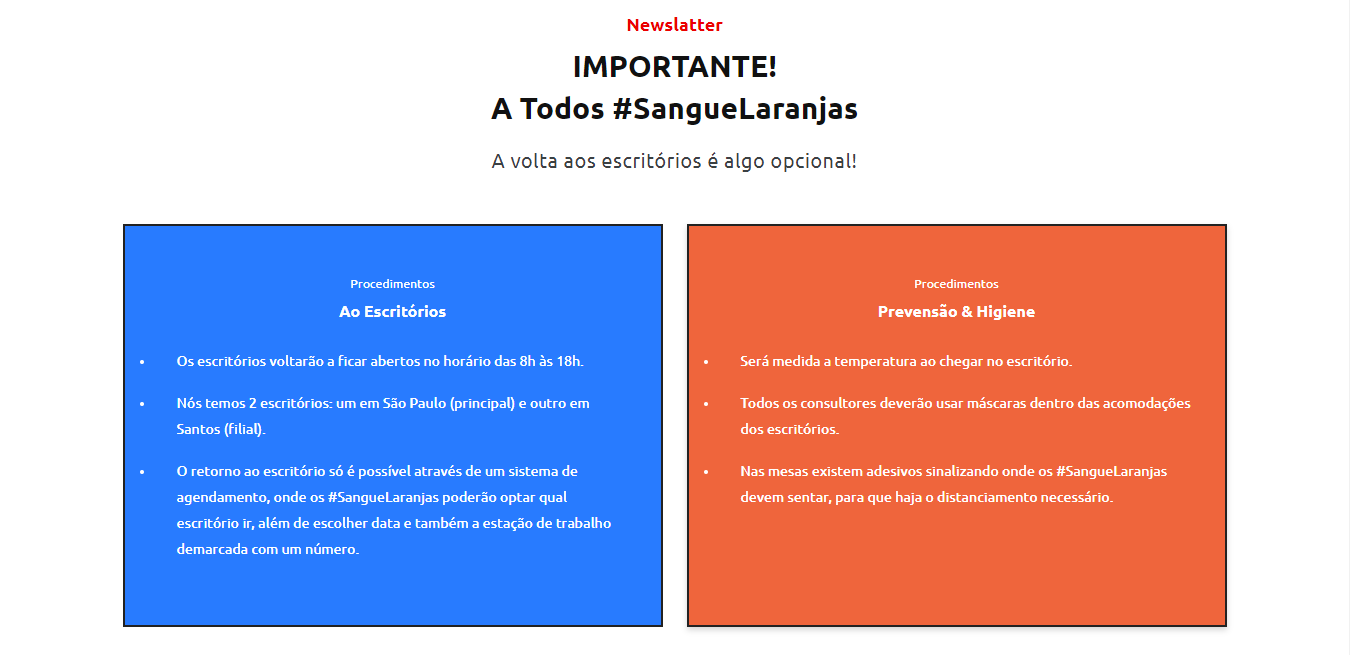 Newslatter
IMPORTANTE!
A Todos #SangueLaranjas
A volta aos escritórios é algo opcional!
Procedimentos
Ao Escritórios
• Os escritórios voltarão a ficar abertos no horário das 8h às 18h.
• Nós temos 2 escritórios: um em São Paulo (principal) e outro em
Santos (filial).
• O retorno ao escritório só é possível através de um sistema de
agendamento, onde os #SangueLaranjas poderão optar qual
escritório ir, além de escolher data e também a estação de trabalho
demarcada com um número.
Procedimentos
Prevensão & Higiene
• Será medida a temperatura ao chegar no escritório.
• Todos os consultores deverão usar máscaras dentro das acomodações
dos escritórios.
• Nas mesas existem adesivos sinalizando onde os #SangueLaranjas
devem sentar, para que haja o distanciamento necessário.